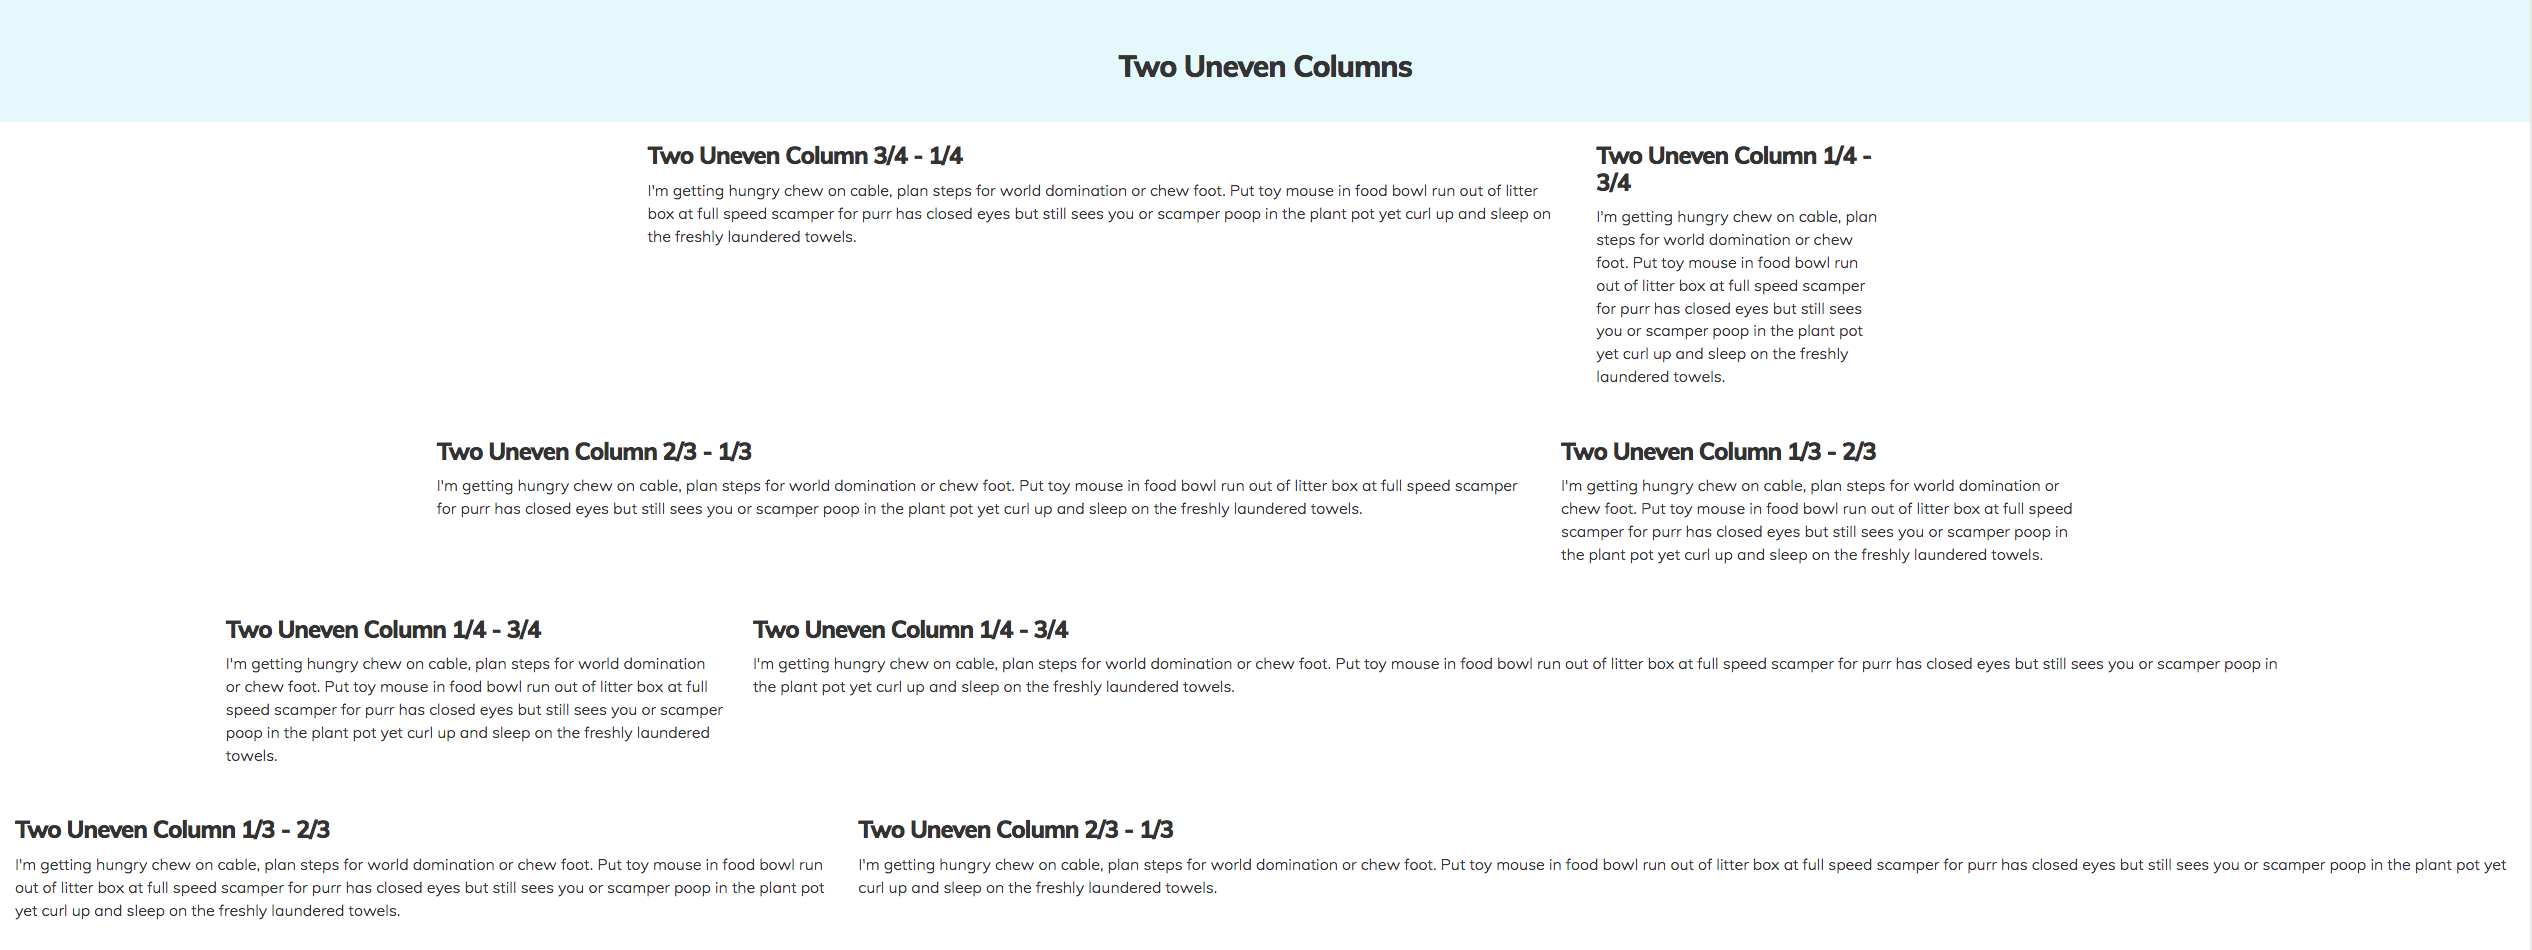 Two Uneven Columns
Two Uneven Column 3/4 - 1/4
I'm getting hungry chew on cable, plan steps for world domination or chew foot. Put toy mouse in food bowl run out of litter
box at full speed scamper for purr has closed eyes but still sees you or scamper poop in the plant pot yet curl up and sleep on
the freshly laundered towels.
Two Uneven Column 1/4 -
3/4
I'm getting hungry chew on cable, plan
steps for world domination or chew
foot. Put toy mouse in food bowl run
out of litter box at full speed scamper
for purr has closed eyes but still sees
you or scamper poop in the plant pot
yet curl up and sleep on the freshly
laundered towels.
Two Uneven Column 2/3 - 1/3
I'm getting hungry chew on cable, plan steps for world domination or chew foot. Put toy mouse in food bowl run out of litter box at full speed scamper
for purr has closed eyes but still sees you or scamper poop in the plant pot yet curl up and sleep on the freshly laundered towels.
Two Uneven Column 1/3 - 2/3
I'm getting hungry chew on cable, plan steps for world domination or
chew foot. Put toy mouse in food bowl run out of litter box at full speed
scamper for purr has closed eyes but still sees you or scamper poop in
the plant pot yet curl up and sleep on the freshly laundered towels.
Two Uneven Column 1/4 - 3/4
I'm getting hungry chew on cable, plan steps for world domination
or chew foot. Put toy mouse in food bowl run out of litter box at full
speed scamper for purr has closed eyes but still sees you or scamper
poop in the plant pot yet curl up and sleep on the freshly laundered
towels.
Two Uneven Column 1/4 - 3/4
I'm getting hungry chew on cable, plan steps for world domination or chew foot. Put toy mouse in food bowl run out of litter box at full speed scamper for purr has closed eyes but still sees you or scamper poop in
the plant pot yet curl up and sleep on the freshly laundered towels.
Two Uneven Column 1/3 - 2/3
I'm getting hungry chew on cable, plan steps for world domination or chew foot. Put toy mouse in food bowl run
out of litter box at full speed scamper for purr has closed eyes but still sees you or scamper poop in the plant pot
yet curl up and sleep on the freshly laundered towels.
Two Uneven Column 2/3 - 1/3
I'm getting hungry chew on cable, plan steps for world domination or chew foot. Put toy mouse in food bowl run out of litter box at full speed scamper for purr has closed eyes but still sees you or scamper poop in the plant pot yet
curl up and sleep on the freshly laundered towels.